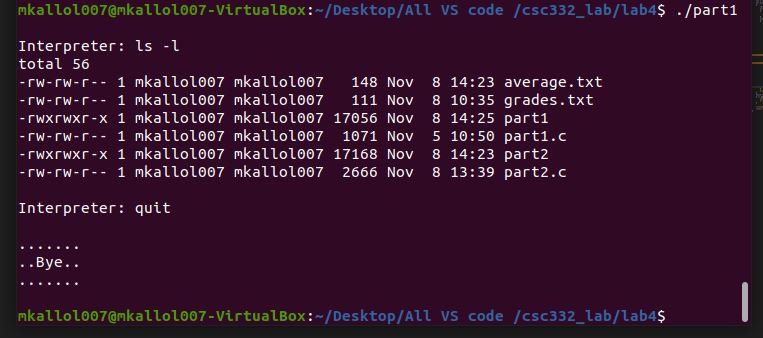 mkallol007@mkallol007-VirtualBox:~/Desktop/All VS code /csc332_lab/lab4$ ./part1
Interpreter: ls -l
total 56
-rw-rw-r-- 1 mkallol007 mkallol007   148 Nov  8 14:23 average.txt
-rw-rw-r-- 1 mkallol007 mkallol007   111 Nov  8 10:35 grades.txt
-rwxrwxr-x 1 mkallol007 mkallol007 17056 Nov  8 14:25 part1
-rw-rw-r-- 1 mkallol007 mkallol007  1071 Nov  5 10:50 part1.c
-rwxrwxr-x 1 mkallol007 mkallol007 17168 Nov  8 14:23 part2
-rw-rw-r-- 1 mkallol007 mkallol007  2666 Nov  8 13:39 part2.c
Interpreter: quit
.......
..Bye..
.......
mkallol007@mkallol007-VirtualBox:~/Desktop/All VS code /csc332_lab/lab4$